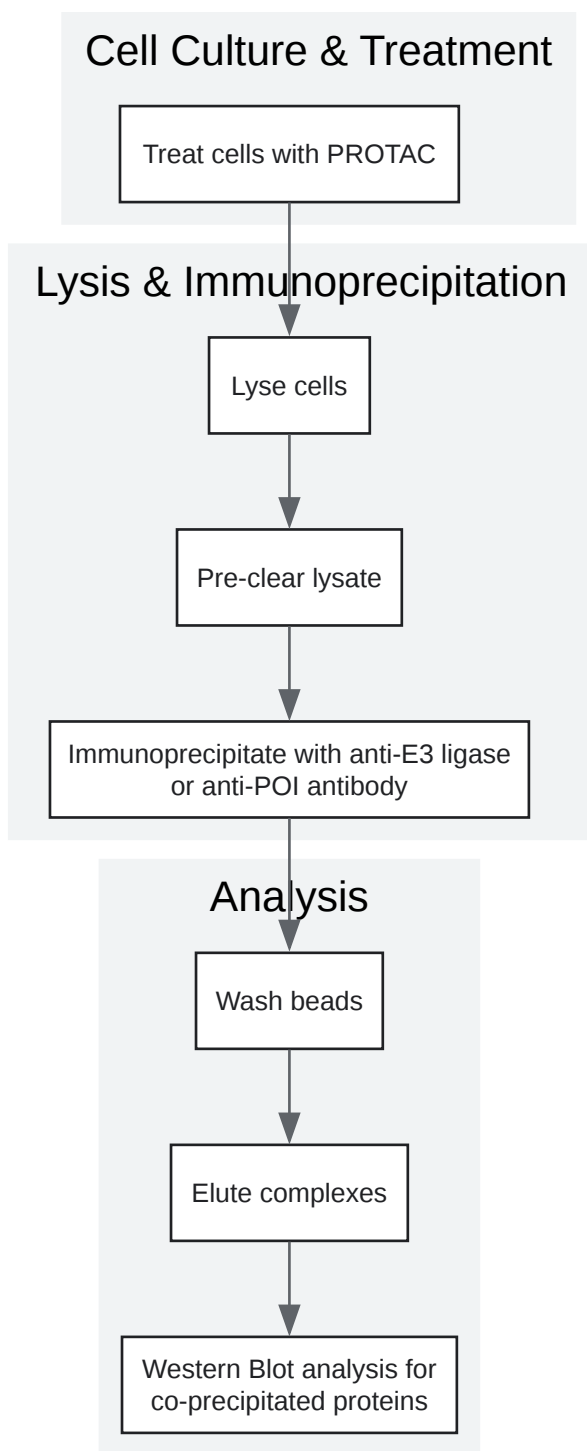 Cell Culture & Treatment
Treat cells with PROTAC
Lysis & Immunoprecipitation
Lyse cells
Pre-clear lysate
Immunoprecipitate with anti-E3 ligase
or anti-POI antibody
Analysis
Wash beads
Elute complexes
Western Blot analysis for
co-precipitated proteins